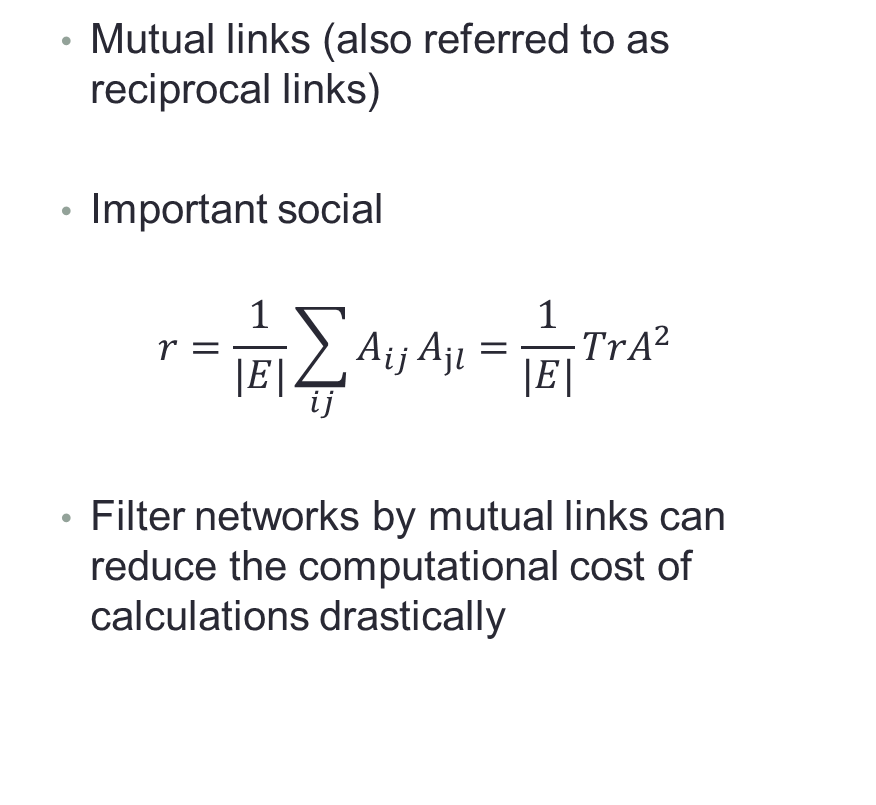 • Mutual links (also referred to as
reciprocal links)
• Important social
r = \frac{1}{|E|} \sum_{ij} A_{ij} A_{jl} = \frac{1}{|E|} TrA^2
• Filter networks by mutual links can
reduce the computational cost of
calculations drastically